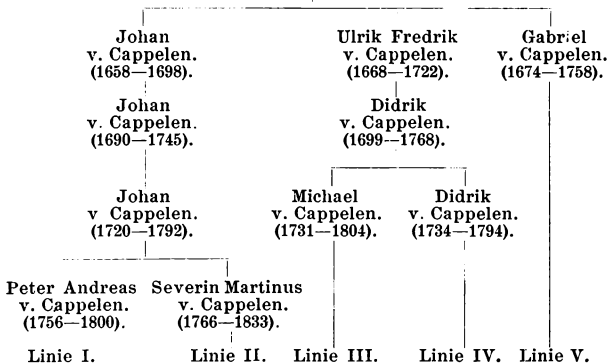 Johan
v. Cappelen.
(1658—1698).
Ulrik Fredrik
v. Cappelen.
(1668—1722).
Gabriel
v. Cappelen.
(1674—1758).
Johan
v. Cappelen.
(1690—1745).
Didrik
v. Cappelen.
(1699—1768).
Johan
v Cappelen.
(1720—1792).
Michael
v. Cappelen.
(1731—1804).
Didrik
v. Cappelen.
(1734—1794).
Peter Andreas
v. Cappelen.
(1756—1800).
Severin Martinus
v. Cappelen.
(1766—1833).
Linie I.
Linie II.
Linie III.
Linie IV.
Linie V.